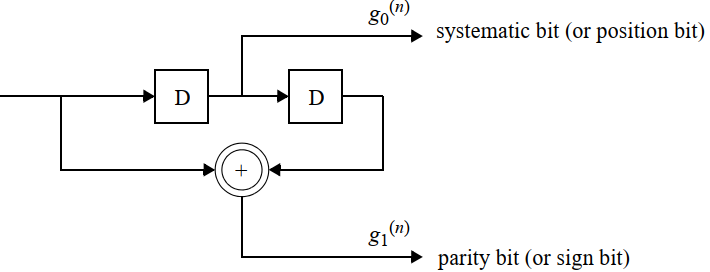 g₀⁽ⁿ⁾
systematic bit (or position bit)
D
D
+
g₁⁽ⁿ⁾
parity bit (or sign bit)